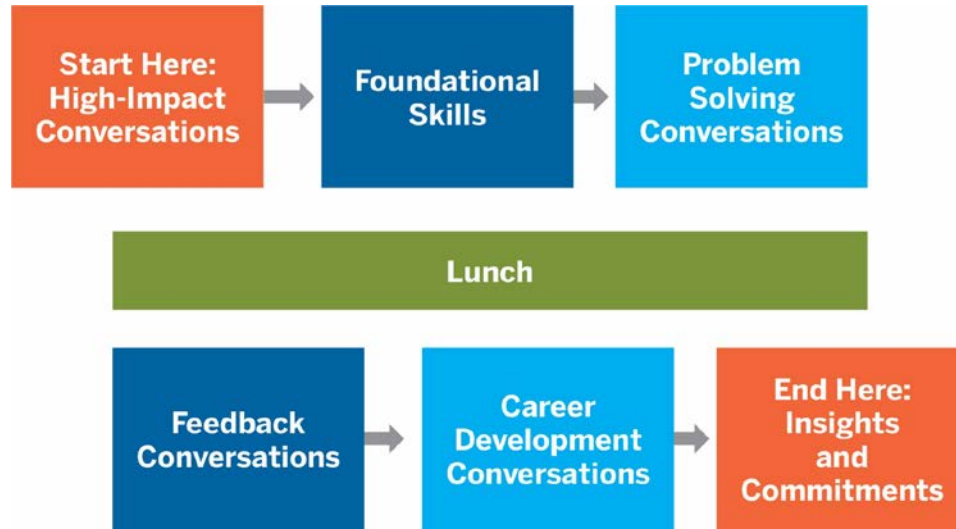 Start Here:
High-Impact
Conversations
Foundational
Skills
Problem
Solving
Conversations
Lunch
Feedback
Conversations
Career
Development
Conversations
End Here:
Insights
and
Commitments